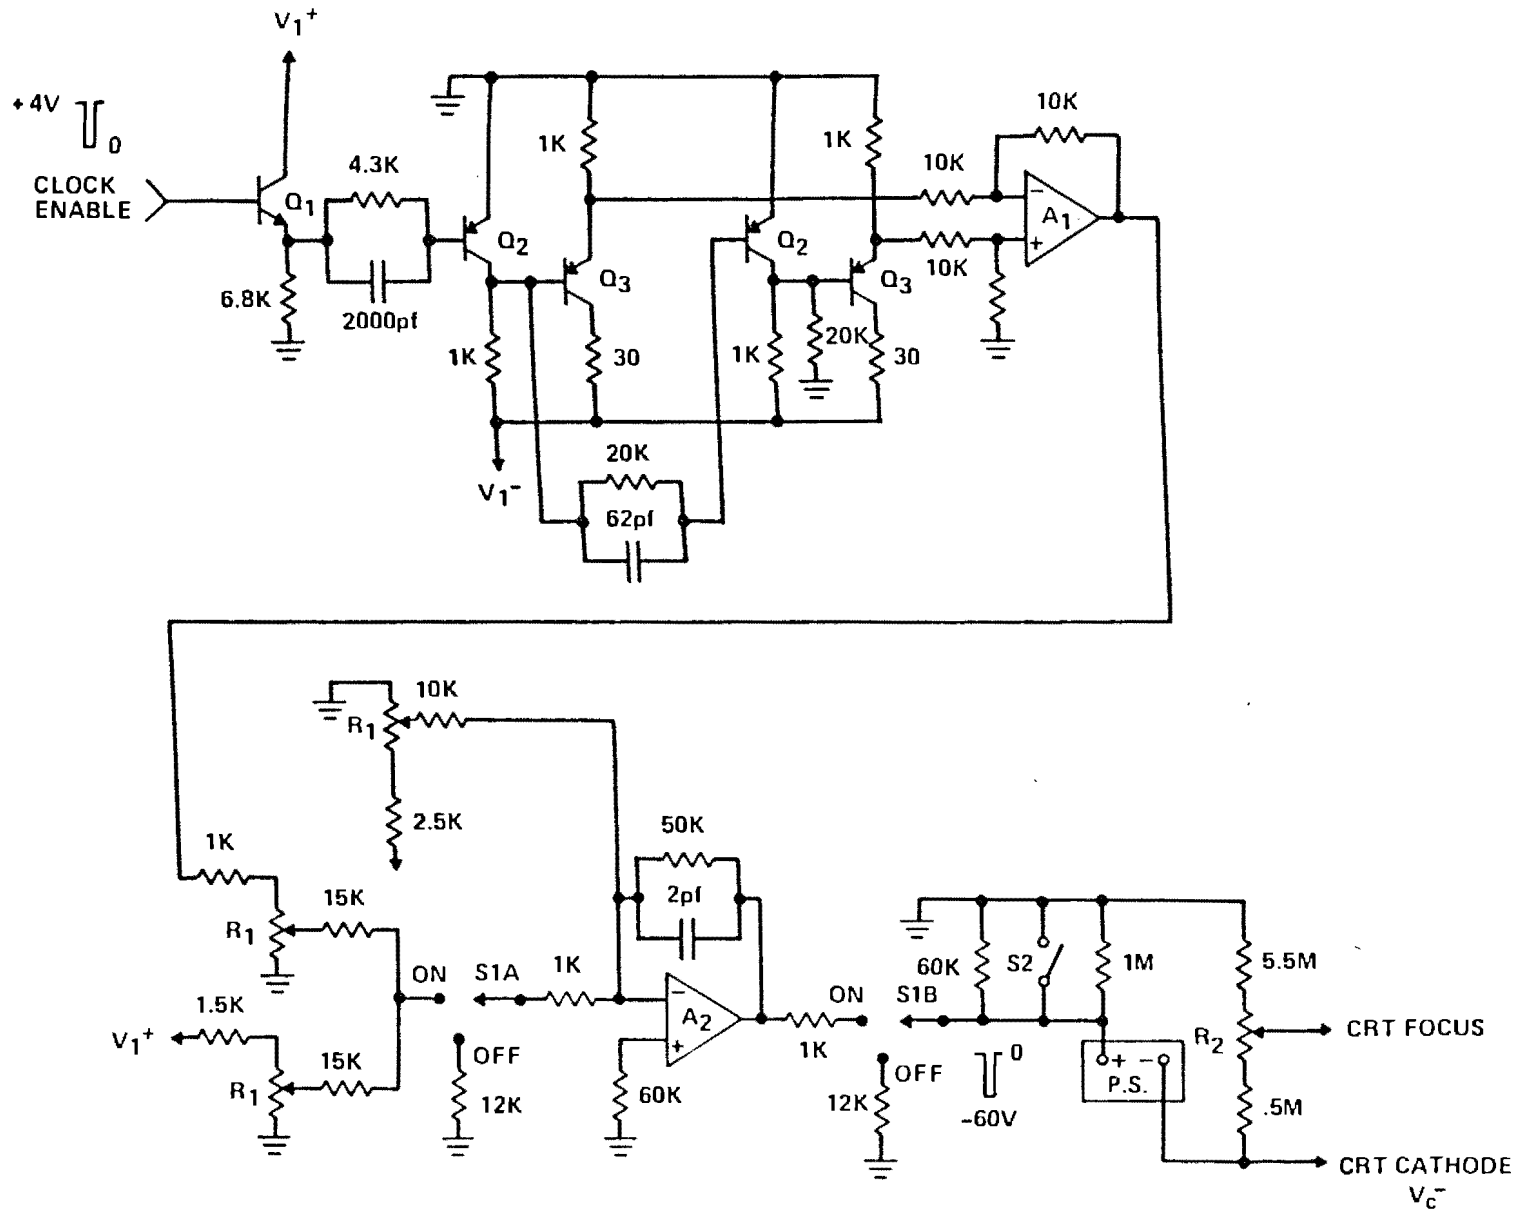 V1+
+4V
0
CLOCK
ENABLE
Q1
4.3K
2000pf
6.8K
Q2
1K
Q3
1K
30
V1-
20K
62pf
Q2
1K
Q3
20K
1K
30
10K
10K
10K
A1
-
+
R1
10K
2.5K
1K
R1
15K
1.5K
V1+
R1
15K
ON
S1A
OFF
12K
1K
50K
2pf
A2
-
+
60K
1K
ON
S1B
OFF
12K
60K
S2
1M
0
-60V
+ -
P.S.
5.5M
R2
.5M
CRT FOCUS
CRT CATHODE
Vc-